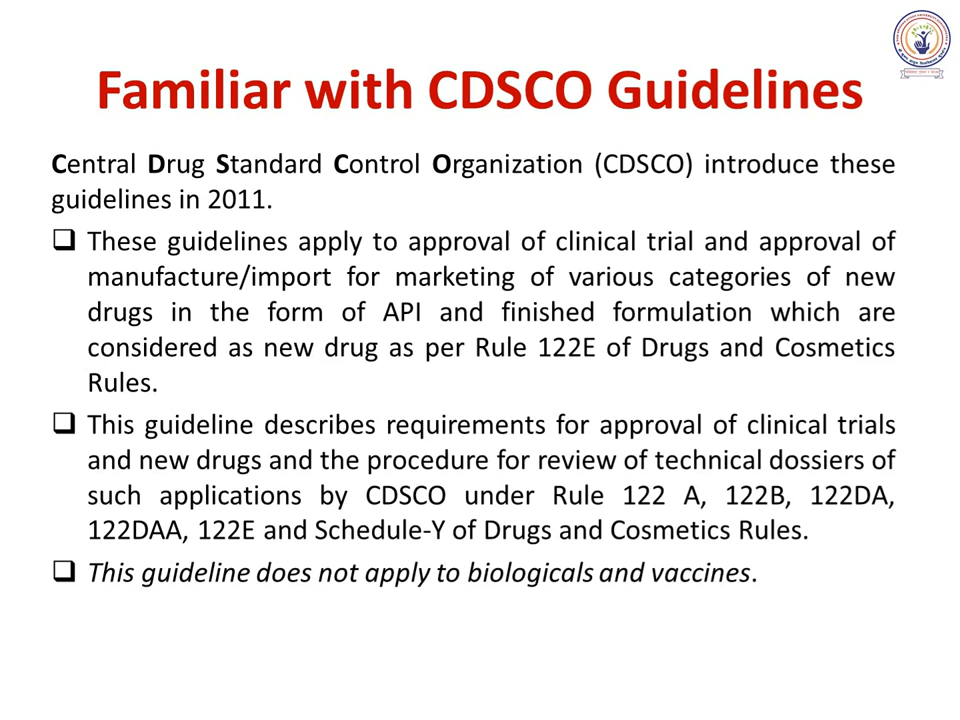 Familiar with CDSCO Guidelines
Central Drug Standard Control Organization (CDSCO) introduce these
guidelines in 2011.
These guidelines apply to approval of clinical trial and approval of
manufacture/import for marketing of various categories of new
drugs in the form of API and finished formulation which are
considered as new drug as per Rule 122E of Drugs and Cosmetics
Rules.
This guideline describes requirements for approval of clinical trials
and new drugs and the procedure for review of technical dossiers of
such applications by CDSCO under Rule 122 A, 122B, 122DA,
122DAA, 122E and Schedule-Y of Drugs and Cosmetics Rules.
This guideline does not apply to biologicals and vaccines.